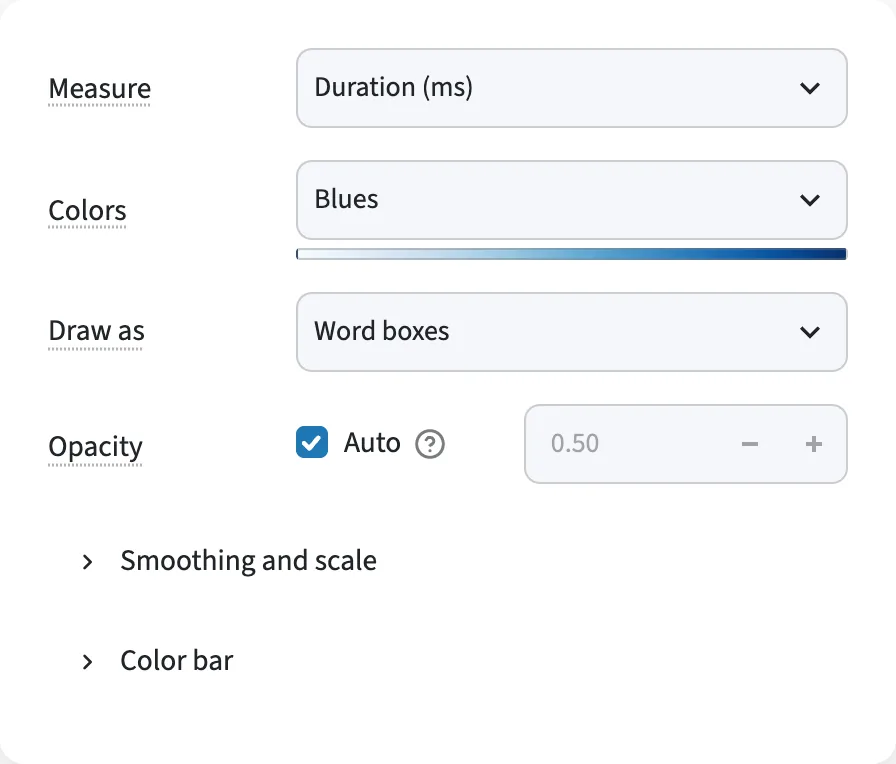 Measure
Duration (ms)
Colors
Blues
Draw as
Word boxes
Opacity
Auto
?
0.50
Smoothing and scale
Color bar